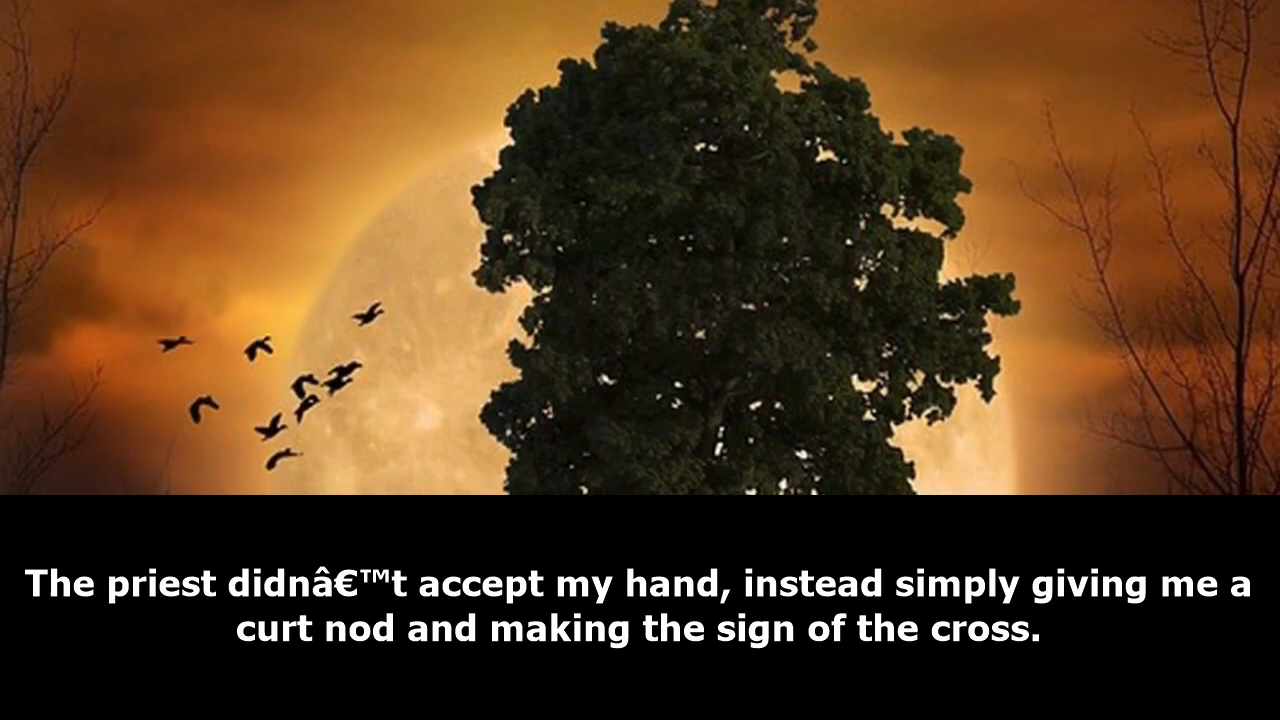 The priest didnâ€™t accept my hand, instead simply giving me a
curt nod and making the sign of the cross.